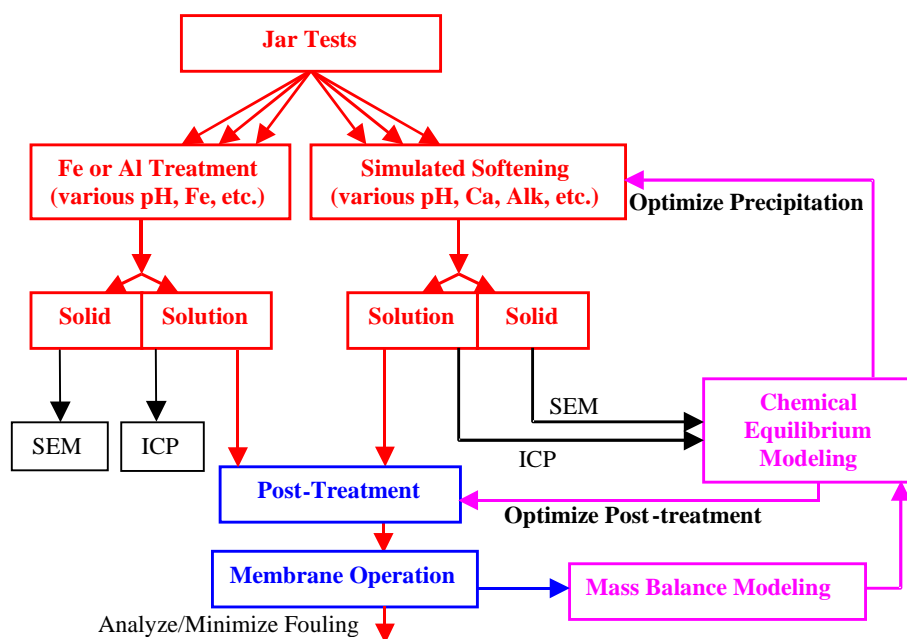 Jar Tests
Fe or Al Treatment
(various pH, Fe, etc.)
Simulated Softening
(various pH, Ca, Alk, etc.)
Optimize Precipitation
Solid
Solution
Solution
Solid
SEM
ICP
SEM
ICP
Chemical
Equilibrium
Modeling
Post-Treatment
Optimize Post-treatment
Membrane Operation
Mass Balance Modeling
Analyze/Minimize Fouling